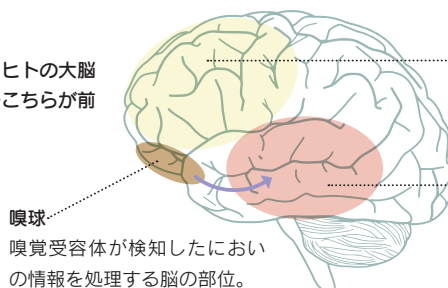 ヒトの大脳
こちらが前
嗅球
嗅覚受容体が検知したにおい
の情報を処理する脳の部位。